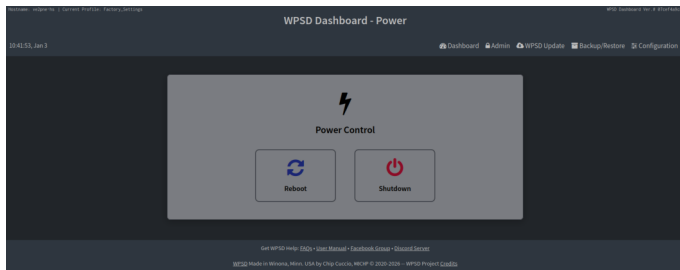 WPSD Dashboard - Power
10:41:53, Jan 3
Dashboard Admin WPSD Update Backup/Restore Configuration
Power Control
Reboot Shutdown
Get WPSD Help: FAQs • User Manual • Facebook Group • Discord Server
WPSD Made in Winona, Minn. USA by Chip Cuccio, © 2020-2026 — WPSD Project Credits